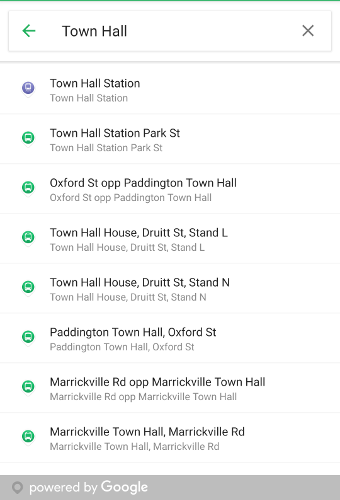 Town Hall
Town Hall Station
Town Hall Station
Town Hall Station Park St
Town Hall Station Park St
Oxford St opp Paddington Town Hall
Oxford St opp Paddington Town Hall
Town Hall House, Druitt St, Stand L
Town Hall House, Druitt St, Stand L
Town Hall House, Druitt St, Stand N
Town Hall House, Druitt St, Stand N
Paddington Town Hall, Oxford St
Paddington Town Hall, Oxford St
Marrickville Rd opp Marrickville Town Hall
Marrickville Rd opp Marrickville Town Hall
Marrickville Town Hall, Marrickville Rd
Marrickville Town Hall, Marrickville Rd
powered by Google